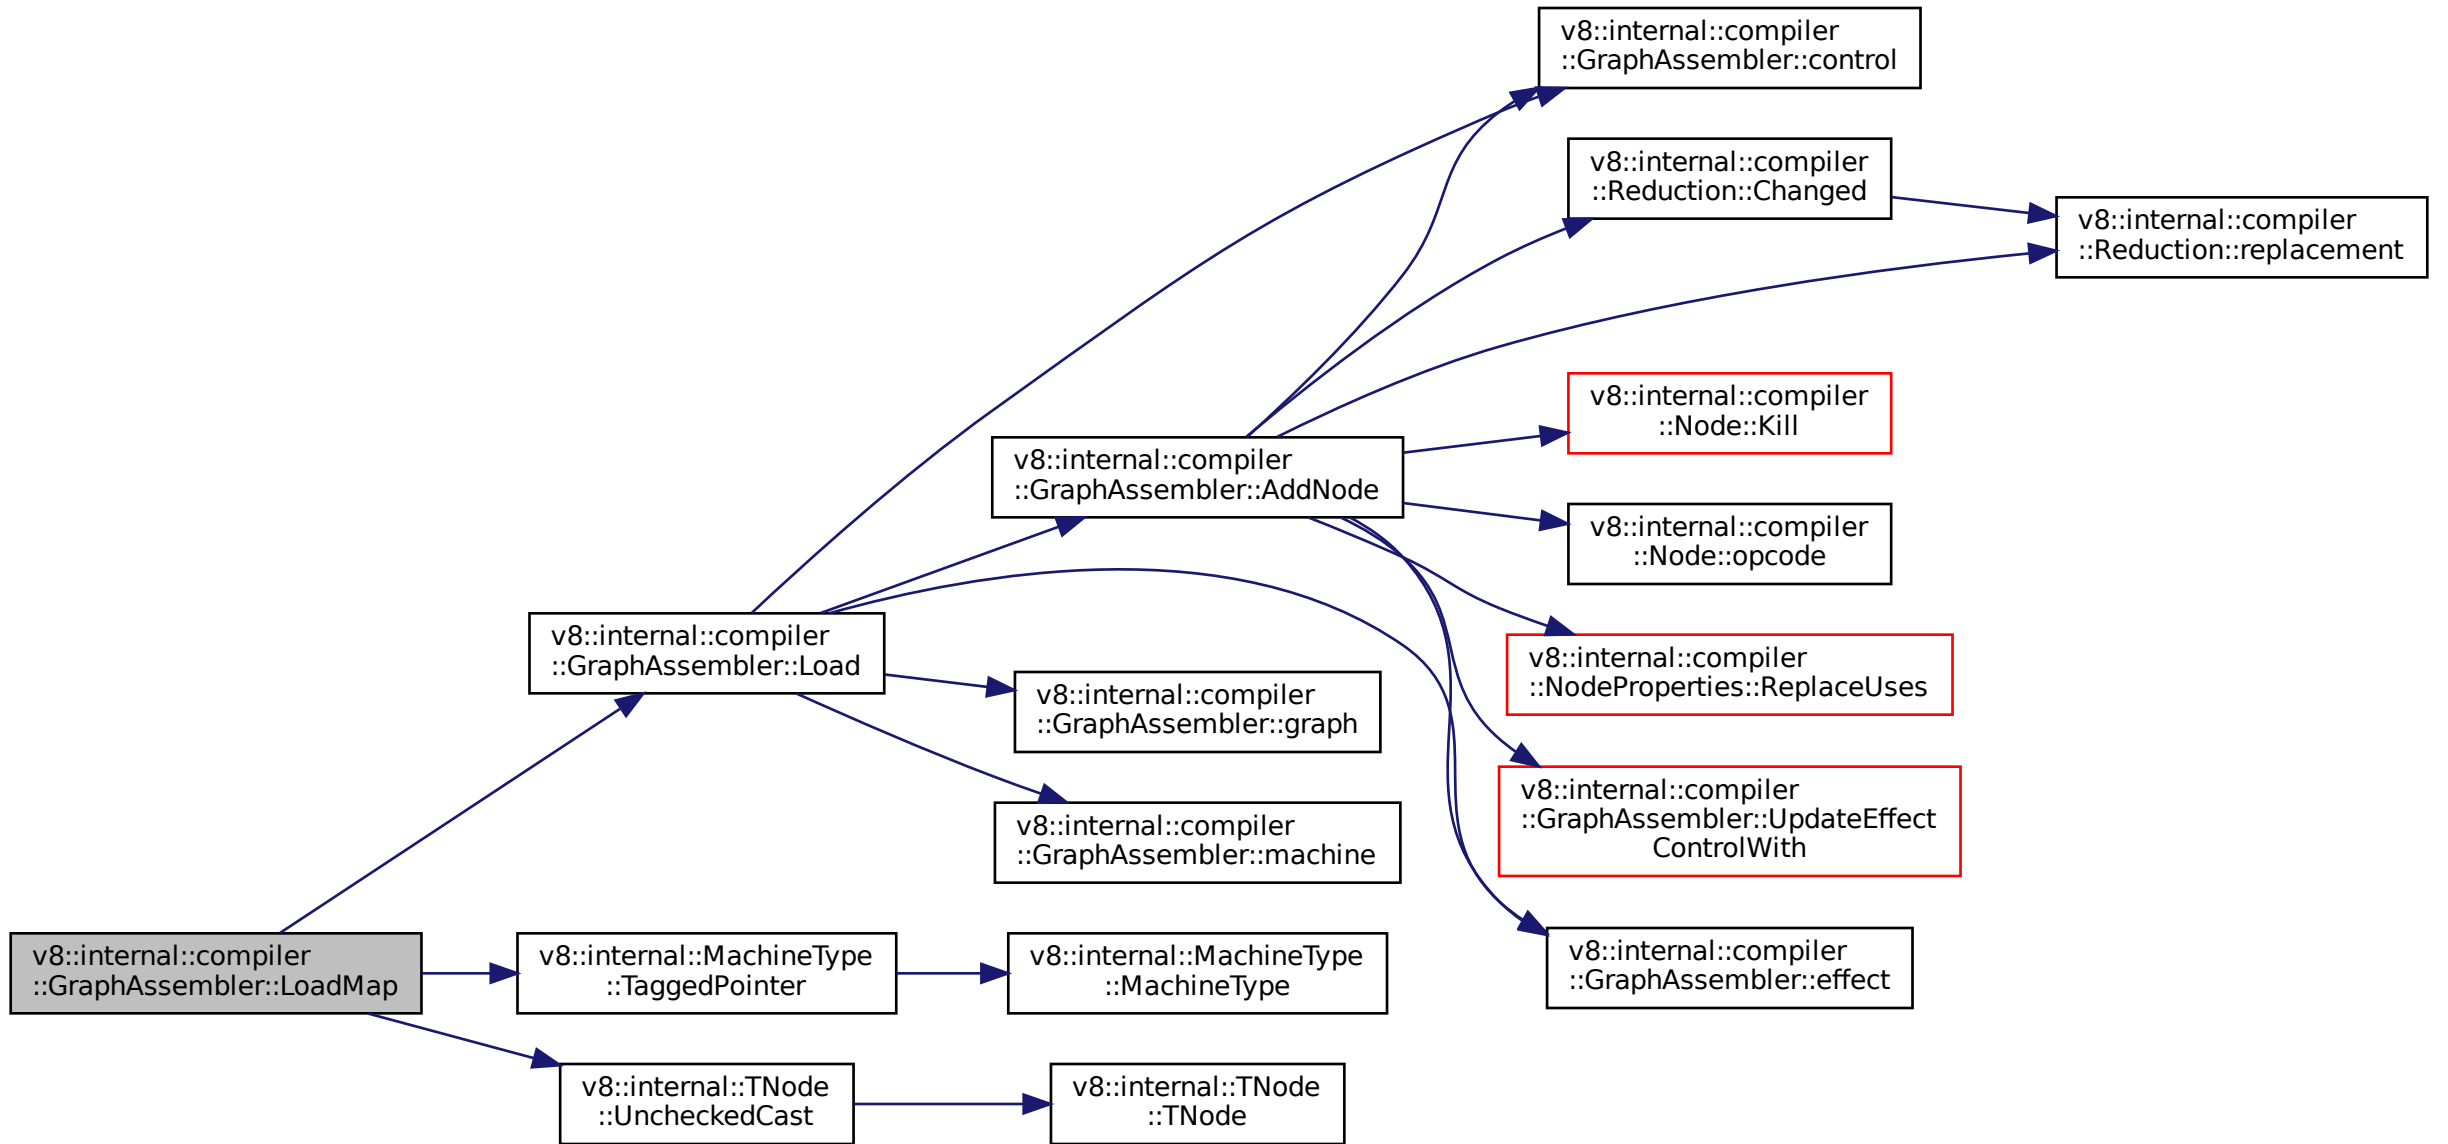 v8::internal::compiler
::GraphAssembler::control
v8::internal::compiler
::Reduction::Changed
v8::internal::compiler
::Reduction::replacement
v8::internal::compiler
::Node::Kill
v8::internal::compiler
::GraphAssembler::AddNode
v8::internal::compiler
::Node::opcode
v8::internal::compiler
::GraphAssembler::Load
v8::internal::compiler
::NodeProperties::ReplaceUses
v8::internal::compiler
::GraphAssembler::graph
v8::internal::compiler
::GraphAssembler::UpdateEffect
ControlWith
v8::internal::compiler
::GraphAssembler::machine
v8::internal::compiler
::GraphAssembler::LoadMap
v8::internal::MachineType
::TaggedPointer
v8::internal::MachineType
::MachineType
v8::internal::compiler
::GraphAssembler::effect
v8::internal::TNode
::UncheckedCast
v8::internal::TNode
::TNode